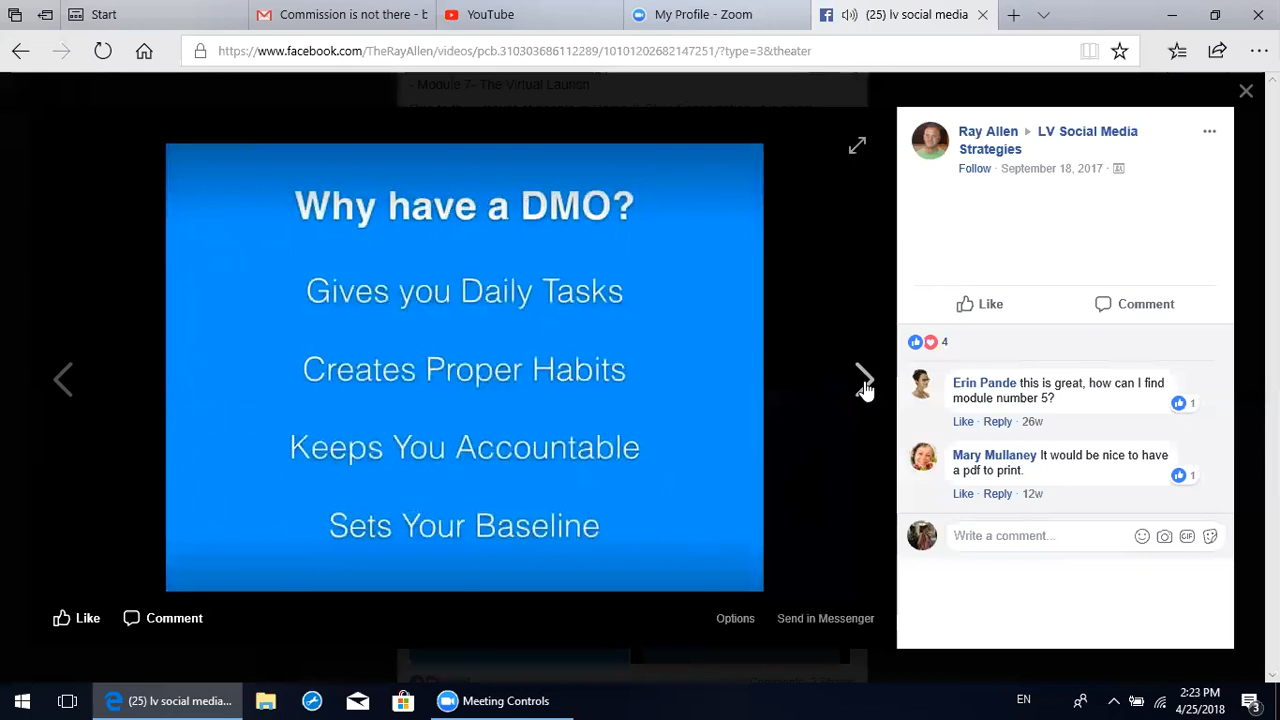 Start
Commission is not there - b
YouTube
My Profile - Zoom
(25) lv social media
https://www.facebook.com/TheRayAllen/videos/pcb.310303686112289/10101202682147251/?type=3&theater
- Module 7- The Virtual Launch
Why have a DMO?
Gives you Daily Tasks
Creates Proper Habits
Keeps You Accountable
Sets Your Baseline
Like
Comment
Options
Send in Messenger
Ray Allen
LV Social Media
Strategies
Follow · September 18, 2017 ·
Like
Comment
4
Erin Pande this is great, how can I find
module number 5?
1
Like · Reply · 26w
Mary Mullaney It would be nice to have
a pdf to print.
1
Like · Reply · 12w
Write a comment...
GIF
(25) lv social media...
Meeting Controls
EN
2:23 PM
4/25/2018
3